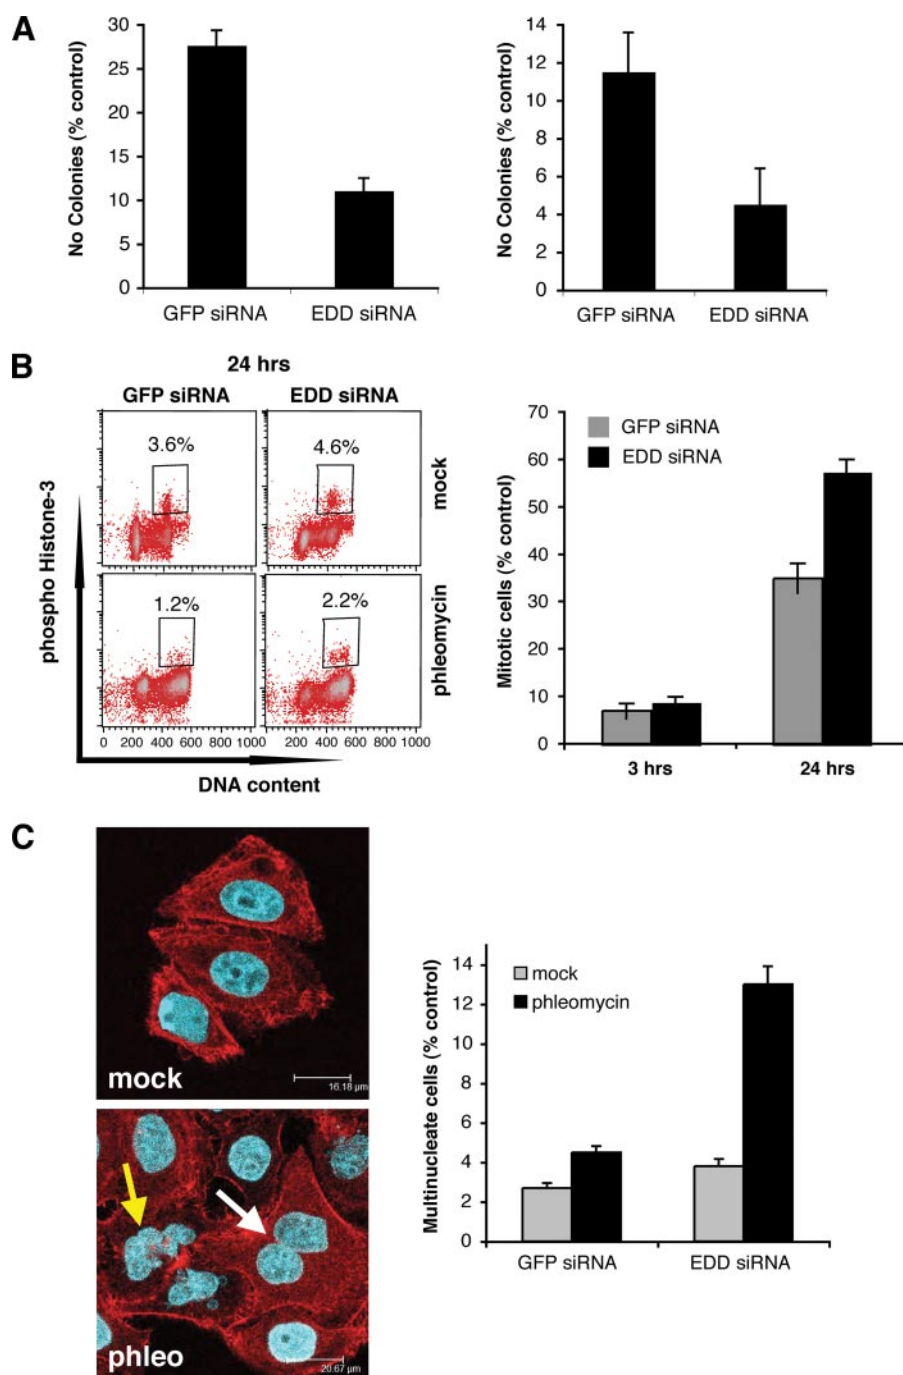 A
No Colonies (% control)
30
25
20
15
10
5
0
GFP siRNA
EDD siRNA
No Colonies (% control)
14
12
10
8
6
4
2
0
GFP siRNA
EDD siRNA
B
24 hrs
GFP siRNA
EDD siRNA
3.6%
4.6%
mock
1.2%
2.2%
phleomycin
phospho Histone-3
0 200 400 600 800 1000
0 200 400 600 800 1000
DNA content
Mitotic cells (% control)
70
60
50
40
30
20
10
0
GFP siRNA
EDD siRNA
3 hrs
24 hrs
C
mock
16.18 µm
phleo
20.67 µm
Multinucleate cells (% control)
14
12
10
8
6
4
2
0
mock
phleomycin
GFP siRNA
EDD siRNA